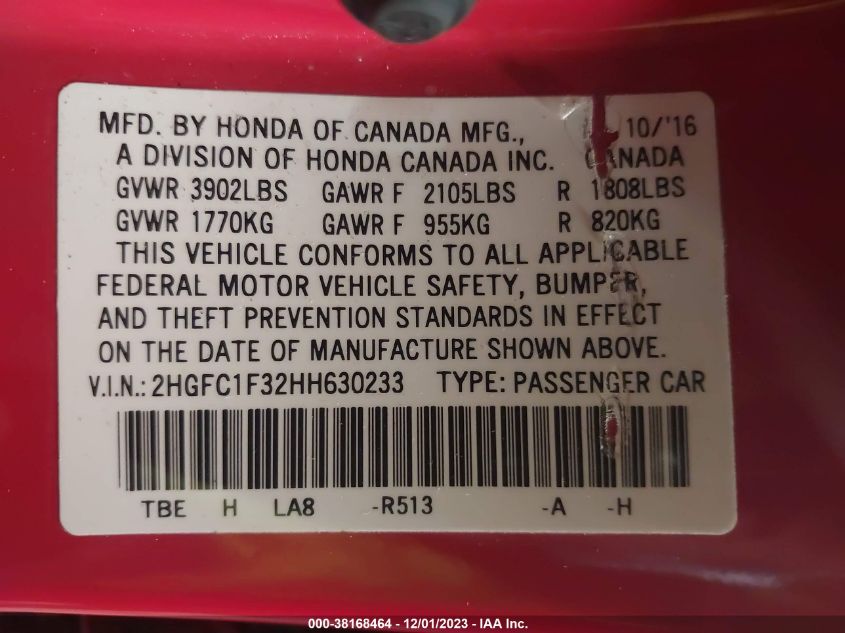 MFD. BY HONDA OF CANADA MFG., 10/'16
A DIVISION OF HONDA CANADA INC. CANADA
GVWR 3902LBS GAWR F 2105LBS R 1808LBS
GVWR 1770KG GAWR F 955KG R 820KG
THIS VEHICLE CONFORMS TO ALL APPLICABLE
FEDERAL MOTOR VEHICLE SAFETY, BUMPER,
AND THEFT PREVENTION STANDARDS IN EFFECT
ON THE DATE OF MANUFACTURE SHOWN ABOVE.
V.I.N.: 2HGFC1F32HH630233 TYPE: PASSENGER CAR
TBE H LA8 -R513 -A -H
000-38168464 - 12/01/2023 - IAA Inc.